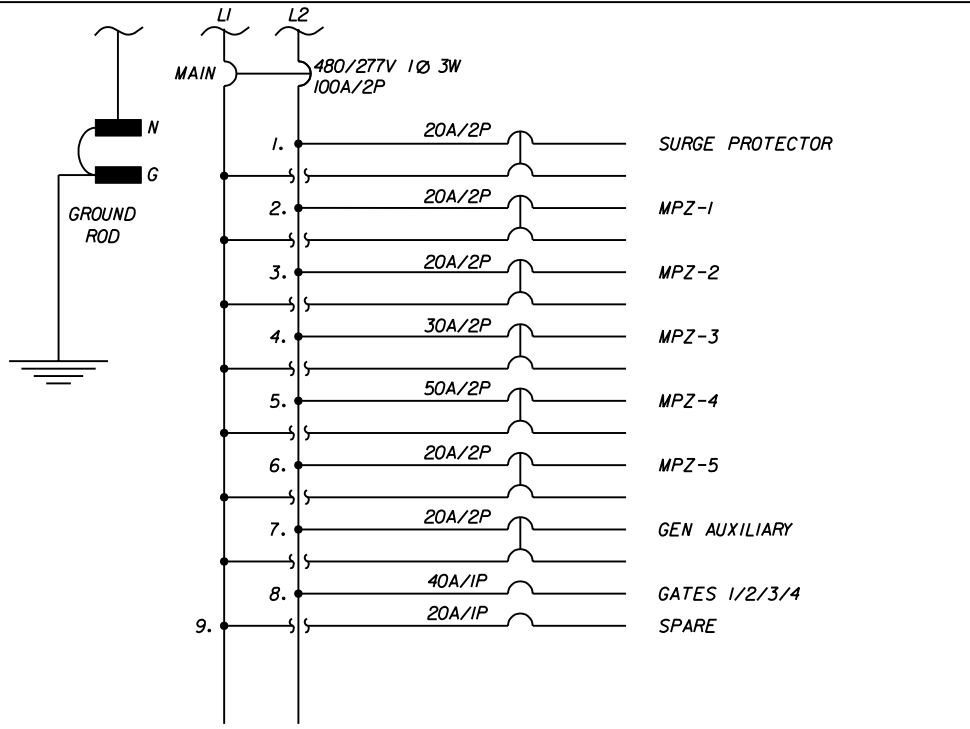 L1 L2
MAIN 480/277V 1Ø 3W
100A/2P
N
G
GROUND
ROD
1. 20A/2P SURGE PROTECTOR
2. 20A/2P MPZ-1
3. 20A/2P MPZ-2
4. 30A/2P MPZ-3
5. 50A/2P MPZ-4
6. 20A/2P MPZ-5
7. 20A/2P GEN AUXILIARY
8. 40A/1P GATES 1/2/3/4
9. 20A/1P SPARE